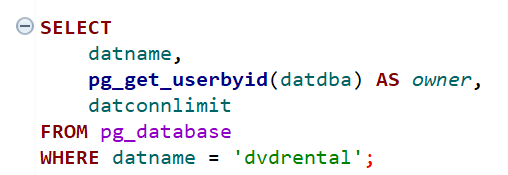 SELECT
    datname,
    pg_get_userbyid(datdba) AS owner,
    datconnlimit
FROM pg_database
WHERE datname = 'dvdrental';